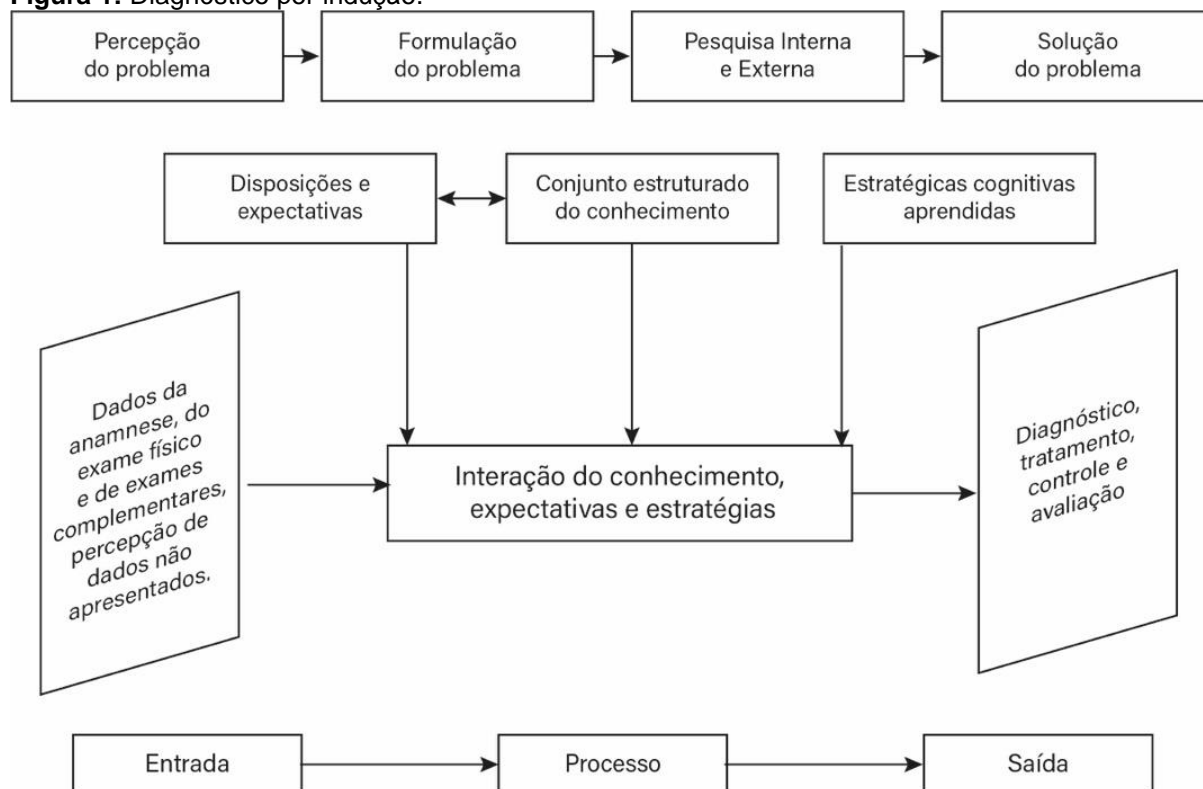 Figura 1. Diagnóstico por indução.
Percepção
do problema
Formulação
do problema
Pesquisa Interna
e Externa
Solução
do problema
Disposições e
expectativas
Conjunto estruturado
do conhecimento
Estratégicas cognitivas
aprendidas
Dados da
anamnese, do
exame físico
e de exames
complementares,
percepção de
dados não
apresentados.
Interação do conhecimento,
expectativas e estratégias
Diagnóstico,
tratamento,
controle e
avaliação
Entrada
Processo
Saída